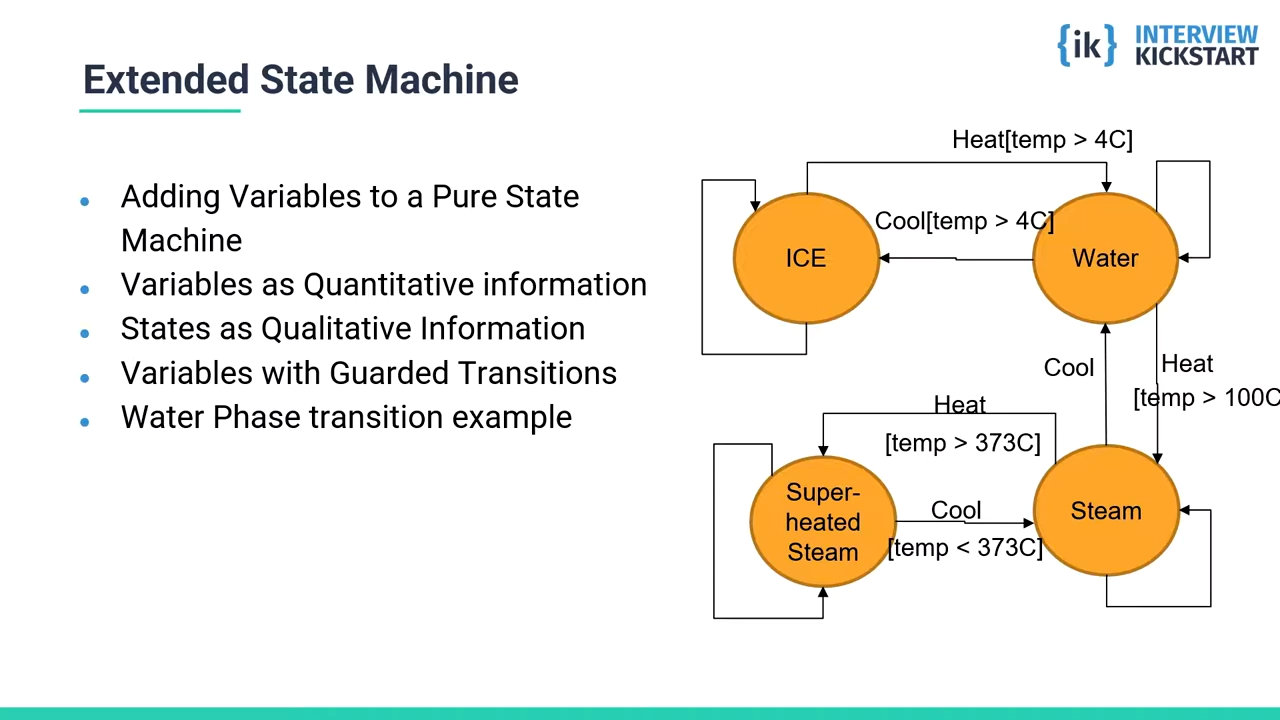 {ik} INTERVIEW
KICKSTART
Extended State Machine
Adding Variables to a Pure State
Machine
Variables as Quantitative information
States as Qualitative Information
Variables with Guarded Transitions
Water Phase transition example
Heat[temp > 4C]
Cool[temp > 4C]
ICE
Water
Cool
Heat
[temp > 100C
Heat
[temp > 373C]
Super-
heated
Steam
Cool
[temp < 373C]
Steam